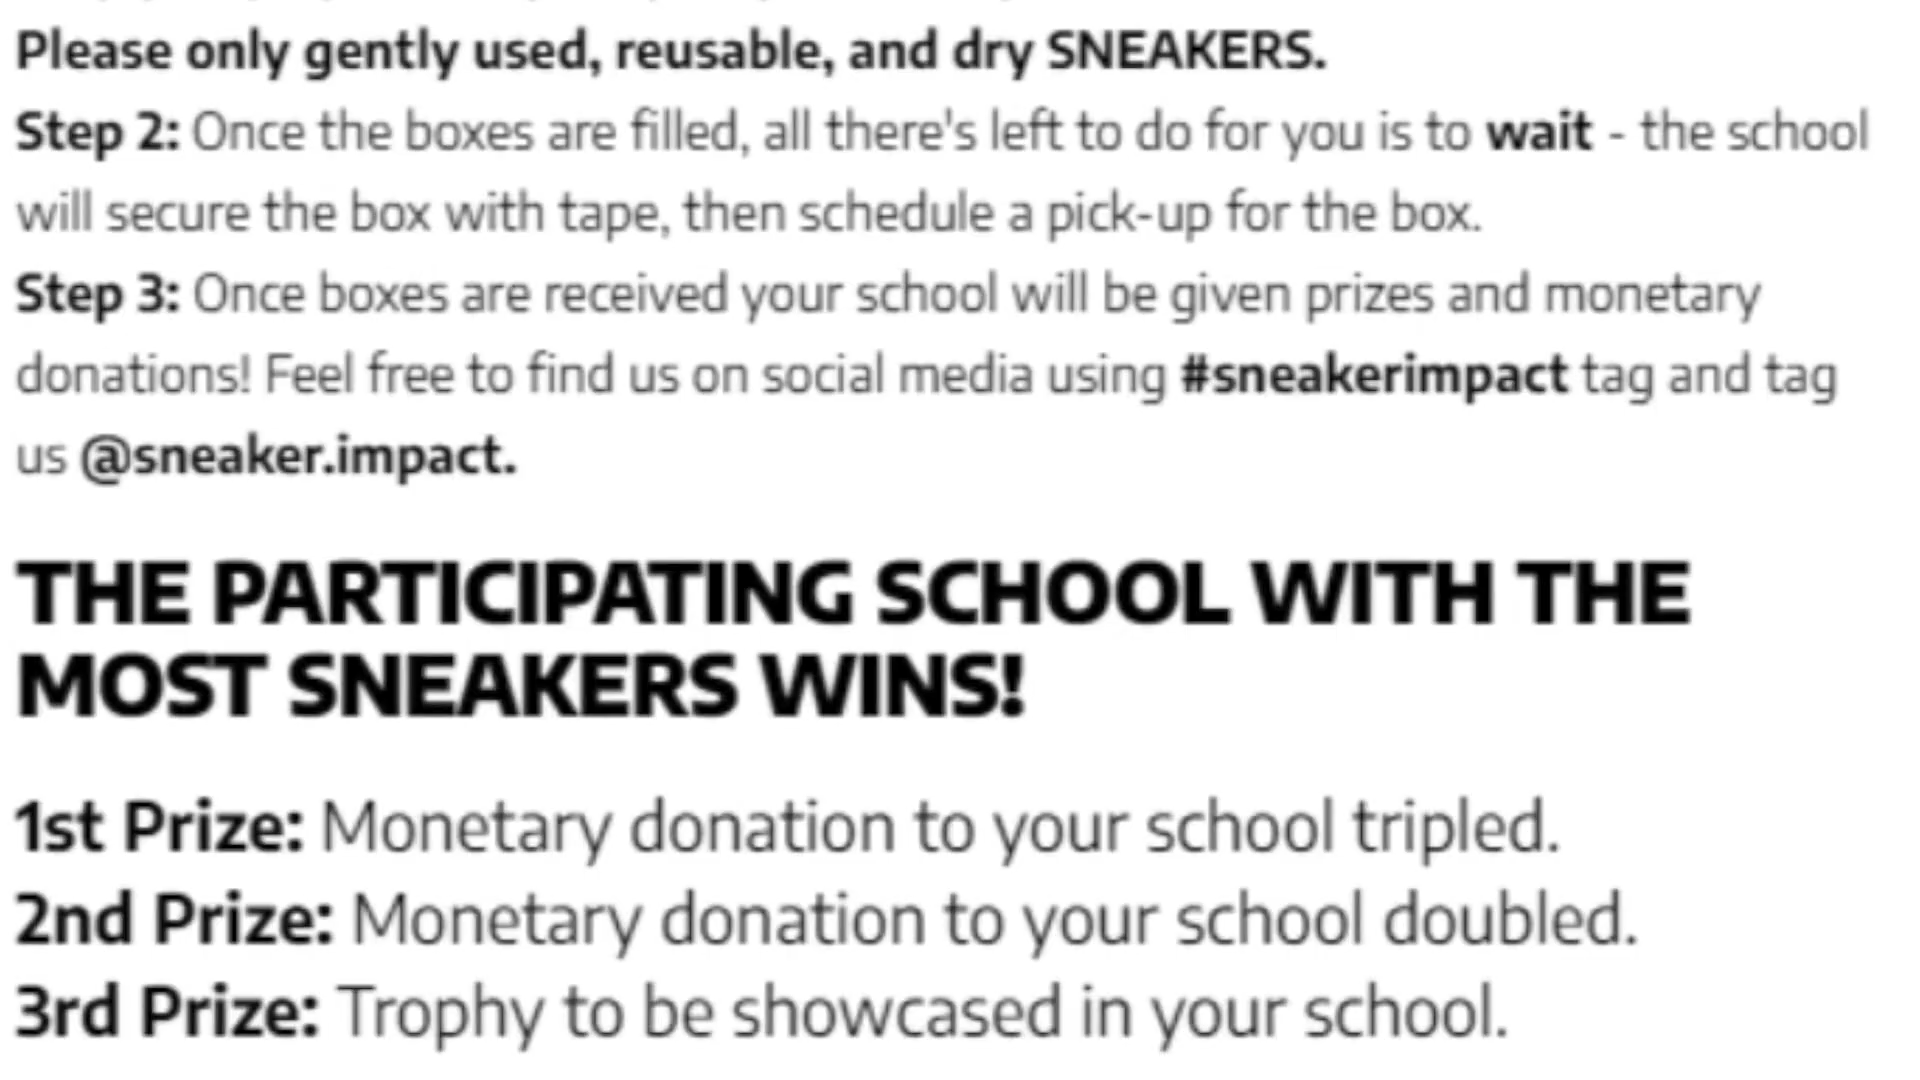 Please only gently used, reusable, and dry SNEAKERS.
Step 2: Once the boxes are filled, all there's left to do for you is to wait - the school
will secure the box with tape, then schedule a pick-up for the box.
Step 3: Once boxes are received your school will be given prizes and monetary
donations! Feel free to find us on social media using #sneakerimpact tag and tag
us @sneaker.impact.
THE PARTICIPATING SCHOOL WITH THE
MOST SNEAKERS WINS!
1st Prize: Monetary donation to your school tripled.
2nd Prize: Monetary donation to your school doubled.
3rd Prize: Trophy to be showcased in your school.